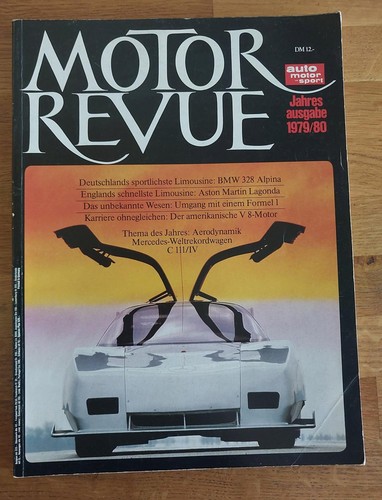 MOTOR
REVUE
DM 12.-
auto
motor
sport
Jahres
ausgabe
1979/80
Deutschlands sportlichste Limousine: BMW 328 Alpina
Englands schnellste Limousine: Aston Martin Lagonda
Das unbekannte Wesen: Umgang mit einem Formel 1
Karriere ohnegleichen: Der amerikanische V 8-Motor
Thema des Jahres: Aerodynamik
Mercedes-Weltrekordwagen
C 111/IV